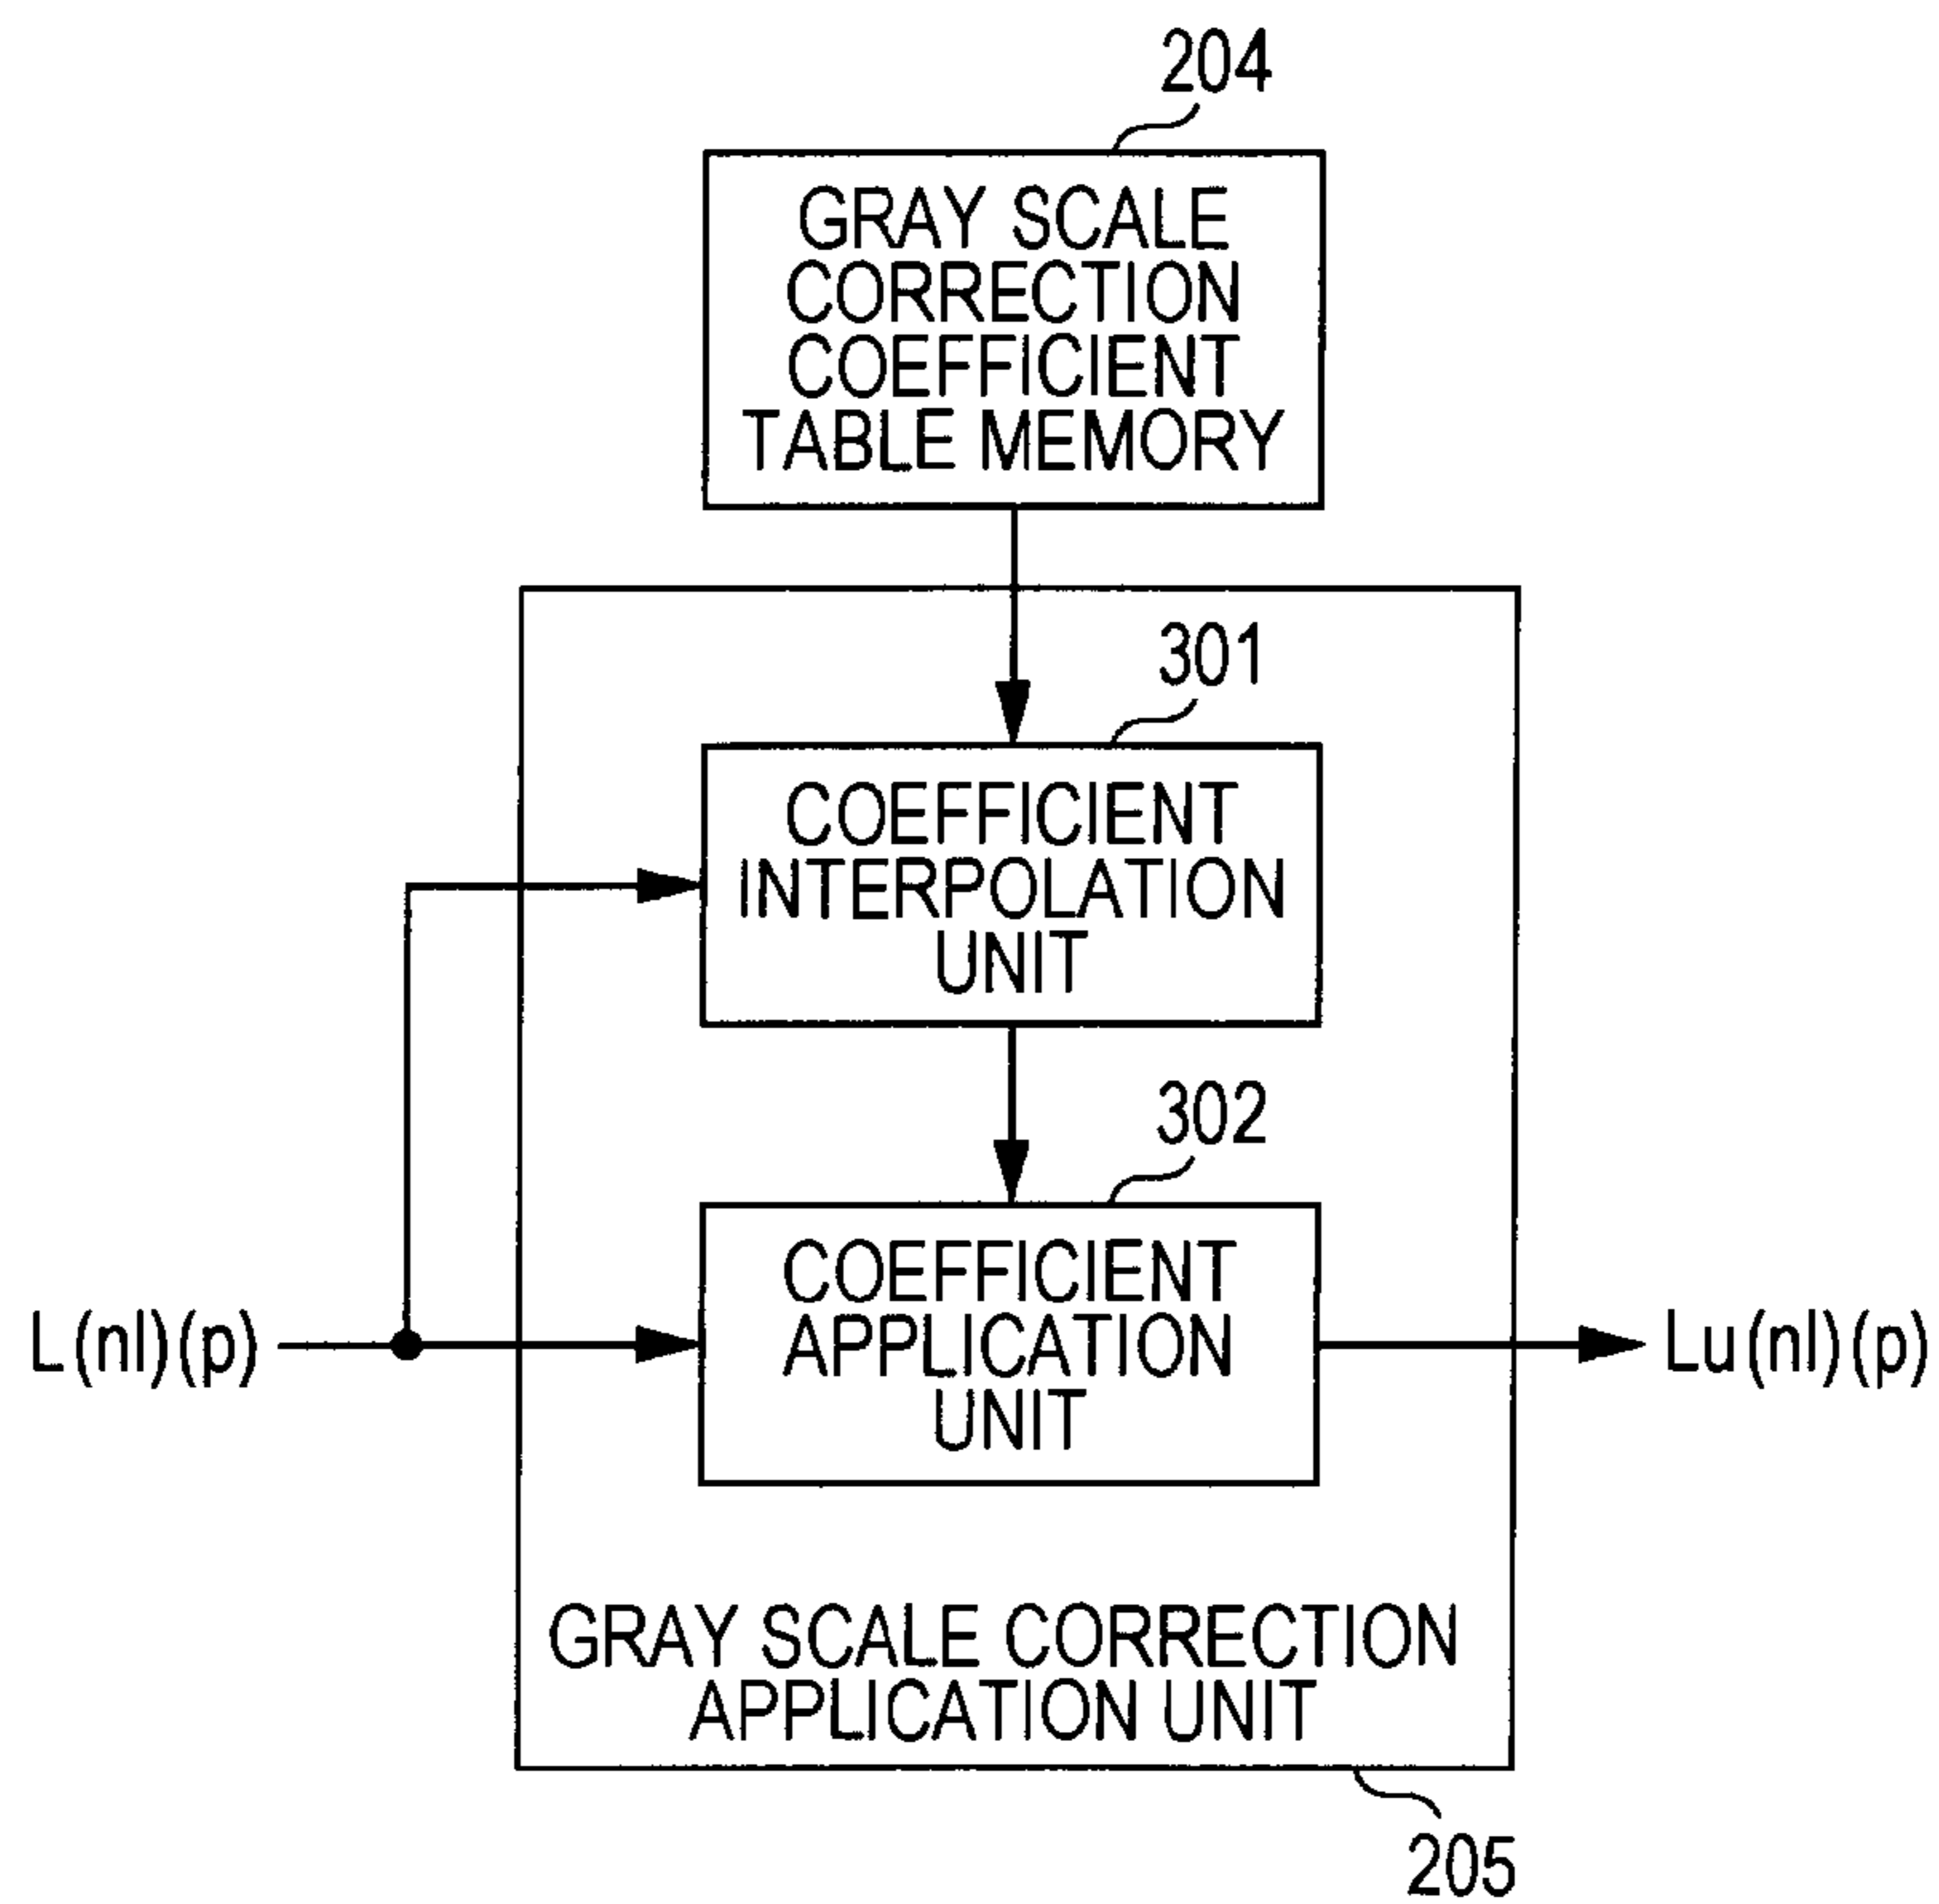 204
GRAY SCALE
CORRECTION
COEFFICIENT
TABLE MEMORY
301
COEFFICIENT
INTERPOLATION
UNIT
302
COEFFICIENT
APPLICATION
UNIT
L(nl)(p)
Lu(nl)(p)
GRAY SCALE CORRECTION
APPLICATION UNIT
205